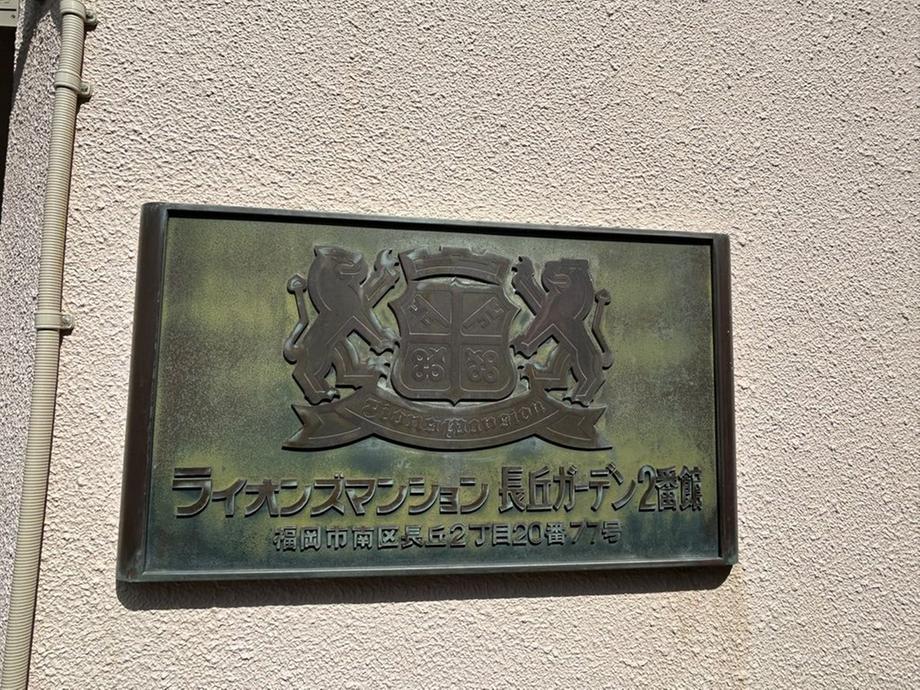 Lions Mansion
ライオンズマンション 長丘ガーデン2番館
福岡市南区長丘2丁目20番77号